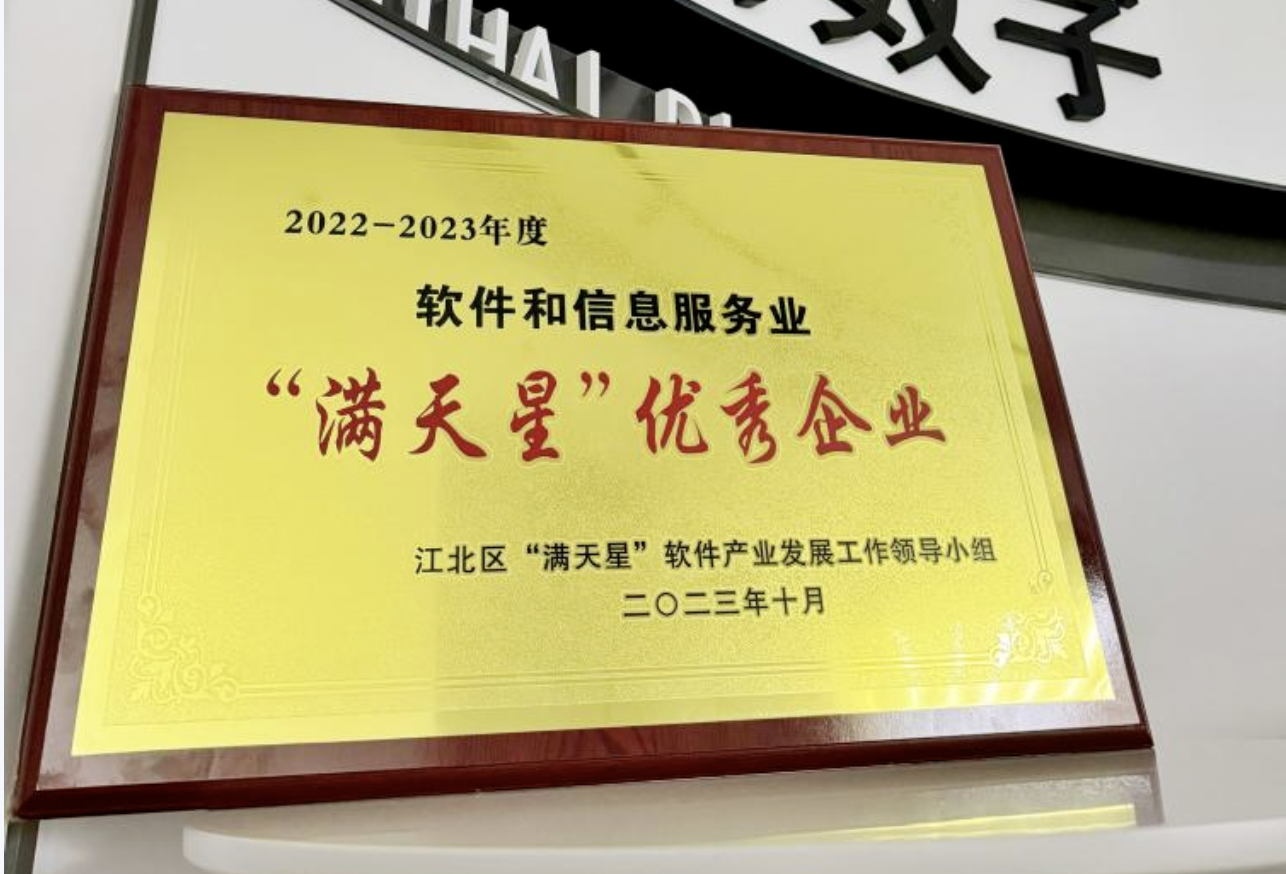 数字
2022-2023年度
软件和信息服务业
“满天星”优秀企业
江北区“满天星”软件产业发展工作领导小组
二〇二三年十月